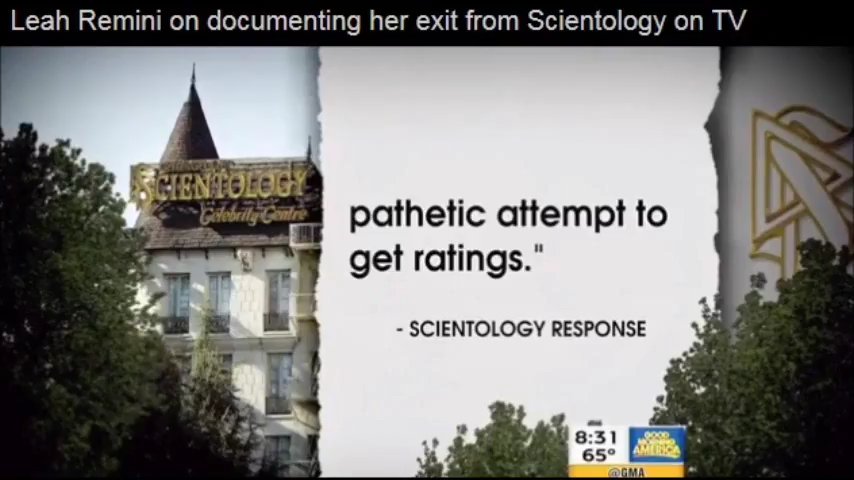 Leah Remini on documenting her exit from Scientology on TV
SCIENTOLOGY
Celebrity Centre
pathetic attempt to
get ratings."
- SCIENTOLOGY RESPONSE
8:31
65°
GOOD
MORNING
AMERICA
@GMA